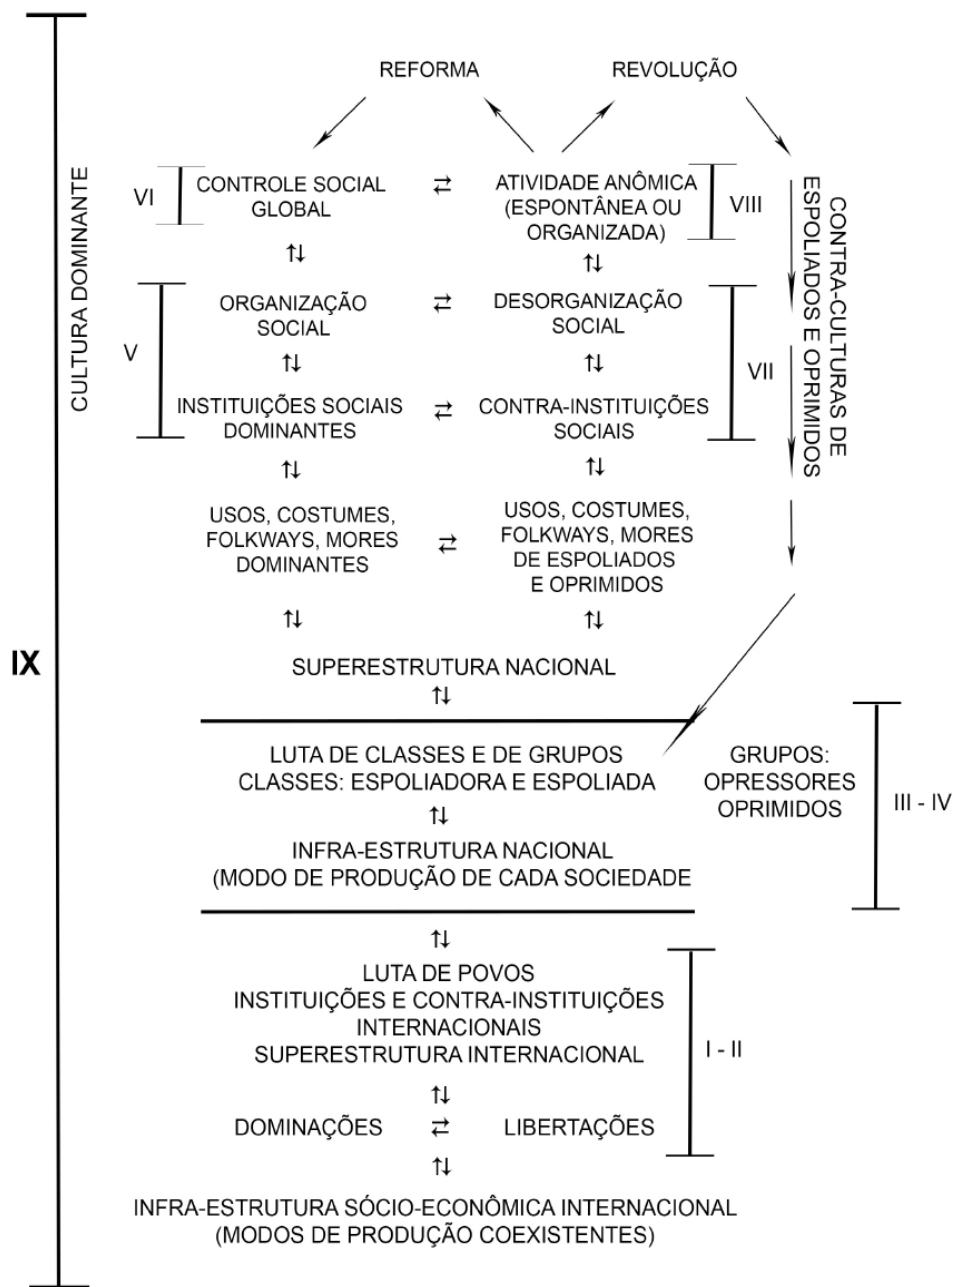 REFORMA
REVOLUÇÃO
CULTURA DOMINANTE
VI
CONTROLE SOCIAL
GLOBAL
ATIVIDADE ANÔMICA
(ESPONTÂNEA OU
ORGANIZADA)
VIII
CONTRA-CULTURAS DE
ESPOLIADOS E OPRIMIDOS
V
ORGANIZAÇÃO
SOCIAL
DESORGANIZAÇÃO
SOCIAL
VII
INSTITUIÇÕES SOCIAIS
DOMINANTES
CONTRA-INSTITUIÇÕES
SOCIAIS
USOS, COSTUMES,
FOLKWAYS, MORES
DOMINANTES
USOS, COSTUMES,
FOLKWAYS, MORES
DE ESPOLIADOS
E OPRIMIDOS
IX
SUPERESTRUTURA NACIONAL
LUTA DE CLASSES E DE GRUPOS
CLASSES: ESPOLIADORA E ESPOLIADA
GRUPOS:
OPRESSORES
OPRIMIDOS
III - IV
INFRA-ESTRUTURA NACIONAL
(MODO DE PRODUÇÃO DE CADA SOCIEDADE
LUTA DE POVOS
INSTITUIÇÕES E CONTRA-INSTITUIÇÕES
INTERNACIONAIS
SUPERESTRUTURA INTERNACIONAL
I - II
DOMINAÇÕES
LIBERTAÇÕES
INFRA-ESTRUTURA SÓCIO-ECONÔMICA INTERNACIONAL
(MODOS DE PRODUÇÃO COEXISTENTES)